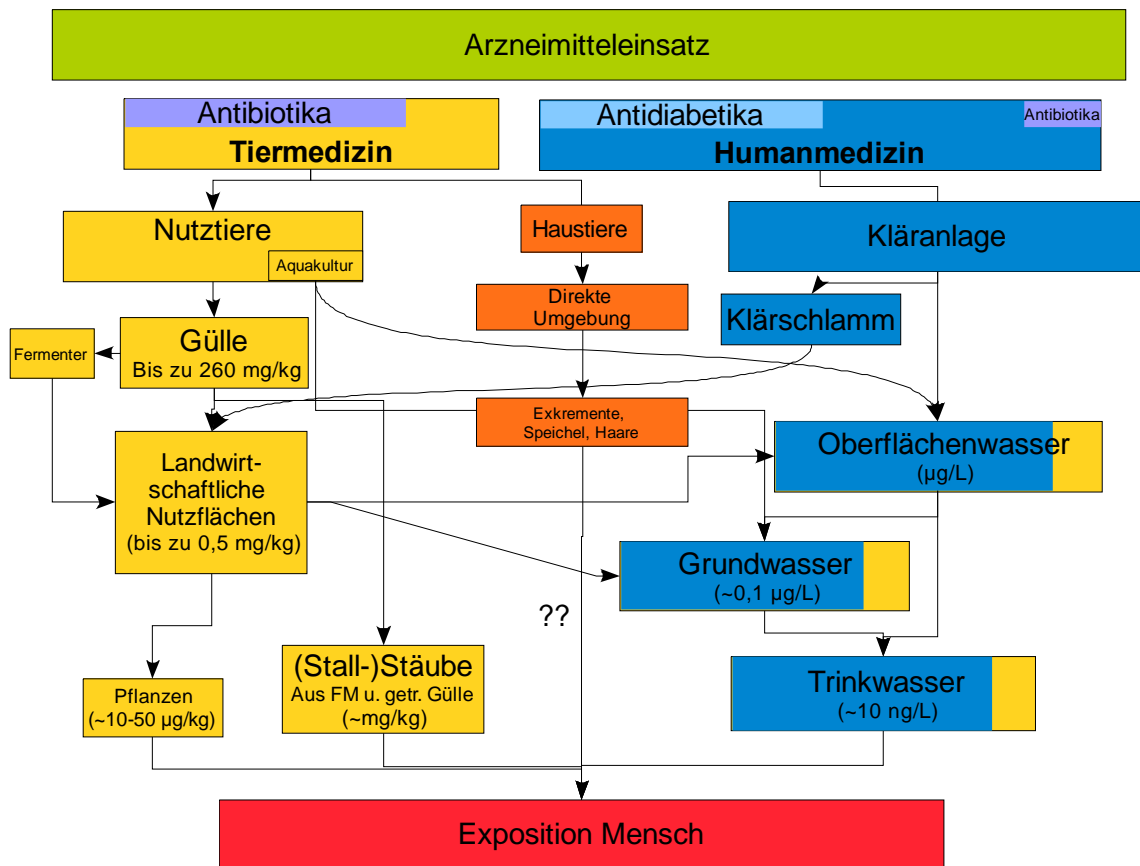 Arzneimitteleinsatz
Antibiotika
Tiermedizin
Antidiabetika
Antibiotika
Humanmedizin
Nutztiere
Aquakultur
Haustiere
Kläranlage
Direkte
Umgebung
Klärschlamm
Fermenter
Gülle
Bis zu 260 mg/kg
Exkremente,
Speichel, Haare
Oberflächenwasser
(µg/L)
Landwirt-
schaftliche
Nutzflächen
(bis zu 0,5 mg/kg)
Grundwasser
(~0,1 µg/L)
??
(Stall-)Stäube
Aus FM u. getr. Gülle
(~mg/kg)
Pflanzen
(~10-50 µg/kg)
Trinkwasser
(~10 ng/L)
Exposition Mensch